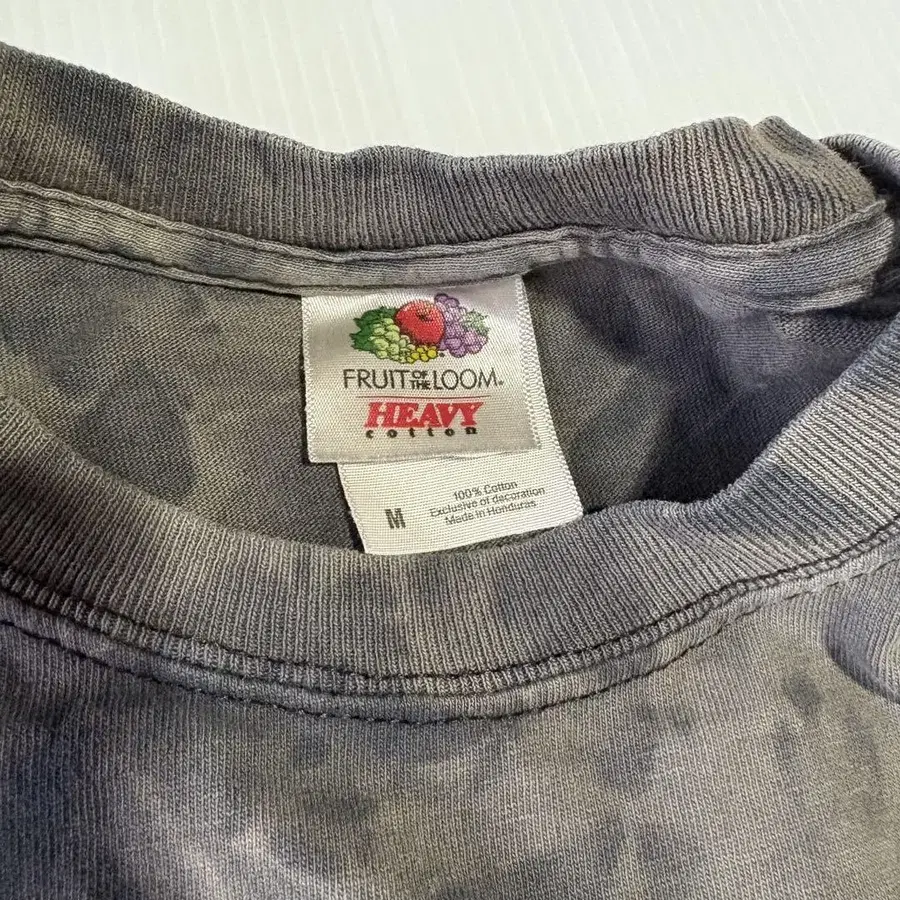 FRUIT OF THE LOOM®
HEAVY
cotton
M
100% Cotton
Exclusive of decoration
Made in Honduras